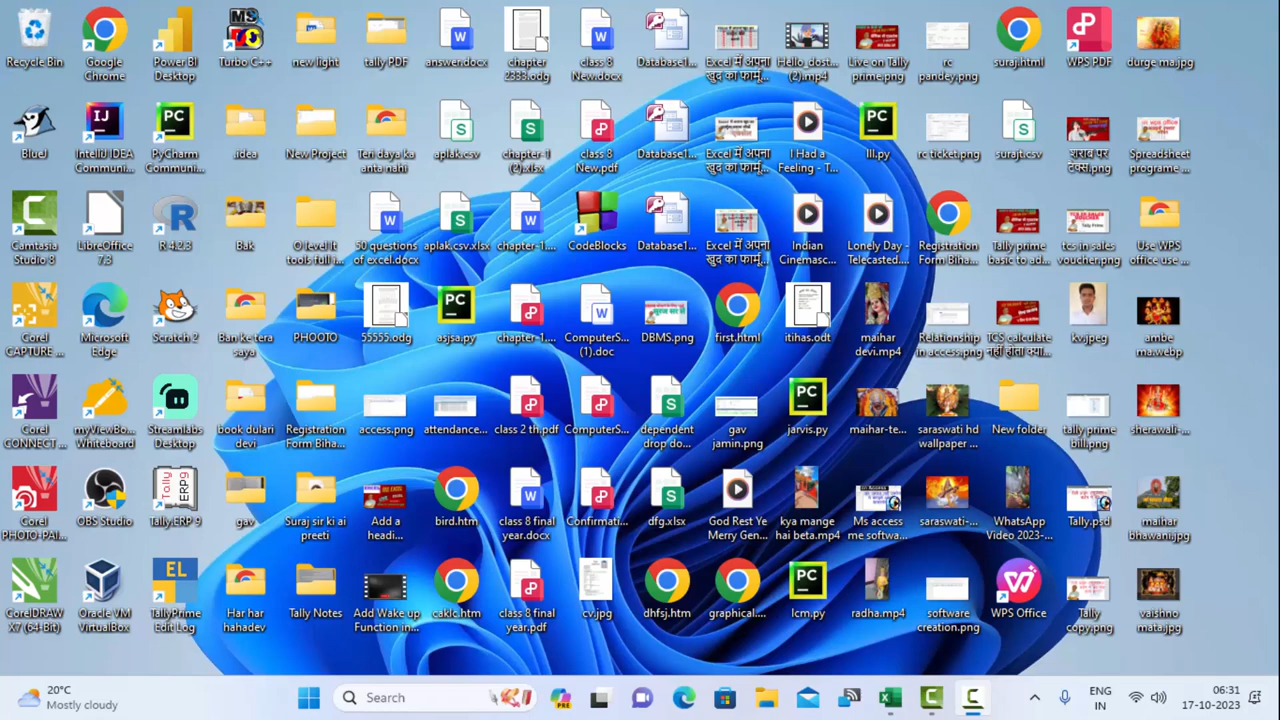 Recycle Bin
Google
Chrome
Power BI
Desktop
Turbo C++
new light
tally PDF
answer.docx
chapter
2333.odg
class 8
New.docx
Database1...
Excel में अपना
खुद का फार्मू...
Hello_dost...
(2).mp4
Live on Tally
prime.png
rc
pandey.png
suraj.html
WPS PDF
durge ma.jpg
BlueJ
IntelliJ IDEA
Communi...
PyCharm
Communi...
.idea
New Project
Teri daya ka
anta nahi
aplak.csv
chapter-1
(2).xlsx
class 8
New.pdf
Database1...
Excel में अपना
खुद का फार्मू...
I Had a
Feeling - T...
lll.py
rc ticket.png
surajti.csv
शराब पर
टेक्स.png
Spreadsheet
programe ...
Camtasia
Studio 8
LibreOffice
7.3
R 4.2.3
Bak
O level It
tools full i...
50 questions
of excel.docx
aplak.csv.xlsx
chapter-1....
CodeBlocks
Database1...
Excel में अपना
खुद का फार्मू...
Indian
Cinemasc...
Lonely Day -
Telecasted....
Registration
Form Biha...
Tally prime
basic to ad...
tcs in sales
voucher.png
Use WPS
office use ...
Corel
CAPTURE ...
Microsoft
Edge
Scratch 2
Ban ke tera
saya
PHOOTO
55555.odg
asjsa.py
chapter-1....
ComputerS...
(1).doc
DBMS.png
first.html
itihas.odt
maihar
devi.mp4
Relationship
in access.png
TCS calculate
नहीं होता क्या...
kv.jpeg
ambe
ma.webp
Corel
CONNECT ...
myViewBo...
Whiteboard
Streamlabs
Desktop
book dulari
devi
Registration
Form Biha...
access.png
attendance...
class 2 th.pdf
ComputerS...
dependent
drop do...
gav
jamin.png
jarvis.py
maihar-te...
saraswati hd
wallpaper ...
New folder
tally prime
bill.png
sherawali-...
Corel
PHOTO-PAI...
OBS Studio
Tally.ERP 9
gav
Suraj sir ki ai
preeti
Add a
headi...
bird.htm
class 8 final
year.docx
Confirmati...
dfg.xlsx
God Rest Ye
Merry Gen...
kya mange
hai beta.mp4
Ms access
me softwa...
saraswati-...
WhatsApp
Video 2023-...
Tally.psd
maihar
bhawani.jpg
CorelDRAW
X7 (64-Bit)
Oracle VM
VirtualBox
TallyPrime
Edit Log
Har har
hahadev
Tally Notes
Add Wake up
Function in...
caklc.htm
class 8 final
year.pdf
cv.jpg
dhfsj.htm
graphical....
lcm.py
radha.mp4
software
creation.png
WPS Office
Tally
copy.png
vaishno
mata.jpg
20°C
Mostly cloudy
Search
PRE
ENG
IN
06:31
17-10-2023